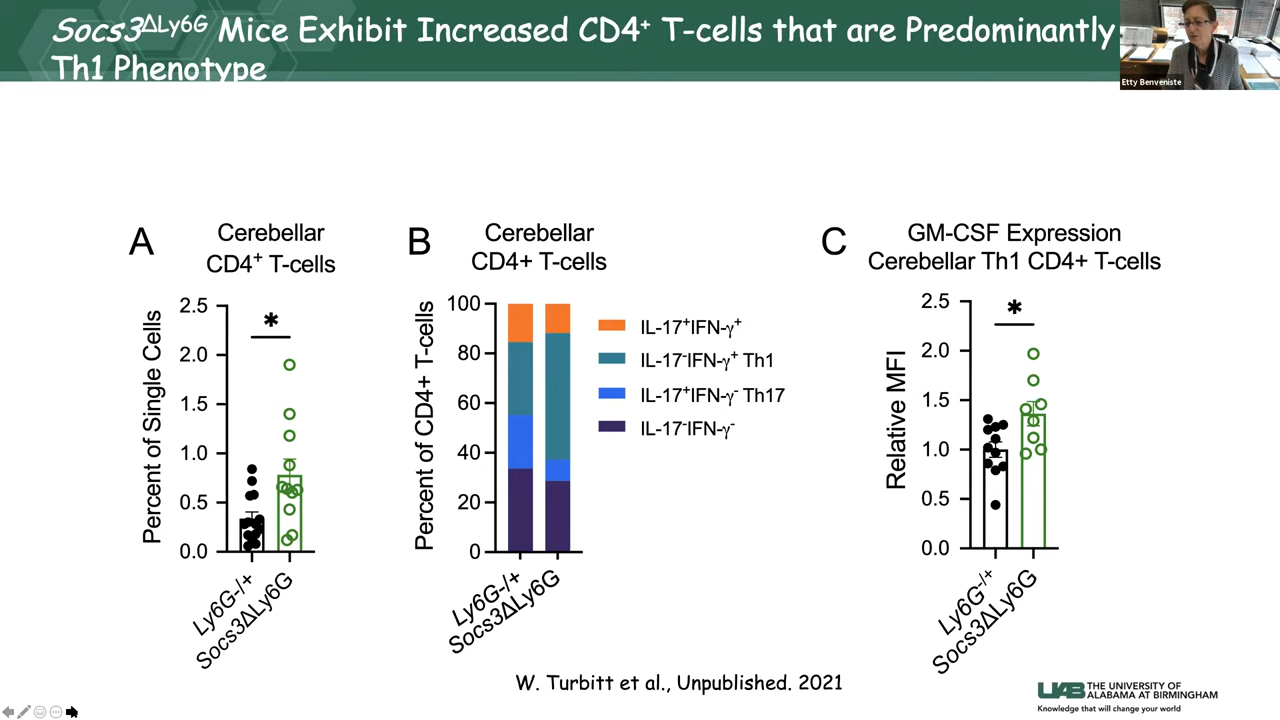 Socs3ΔLy6G Mice Exhibit Increased CD4+ T-cells that are Predominantly
Th1 Phenotype
Etty Benveniste
A
Cerebellar
CD4+ T-cells
Percent of Single Cells
2.5
2.0
1.5
1.0
0.5
0.0
*
Ly6G-/+
Socs3ΔLy6G
B
Cerebellar
CD4+ T-cells
Percent of CD4+ T-cells
100
80
60
40
20
0
Ly6G-/+
Socs3ΔLy6G
IL-17+IFN-γ+
IL-17-IFN-γ+ Th1
IL-17+IFN-γ- Th17
IL-17-IFN-γ-
C
GM-CSF Expression
Cerebellar Th1 CD4+ T-cells
Relative MFI
2.5
2.0
1.5
1.0
0.5
0.0
*
Ly6G-/+
Socs3ΔLy6G
W. Turbitt et al., Unpublished. 2021
UAB THE UNIVERSITY OF
ALABAMA AT BIRMINGHAM
Knowledge that will change your world